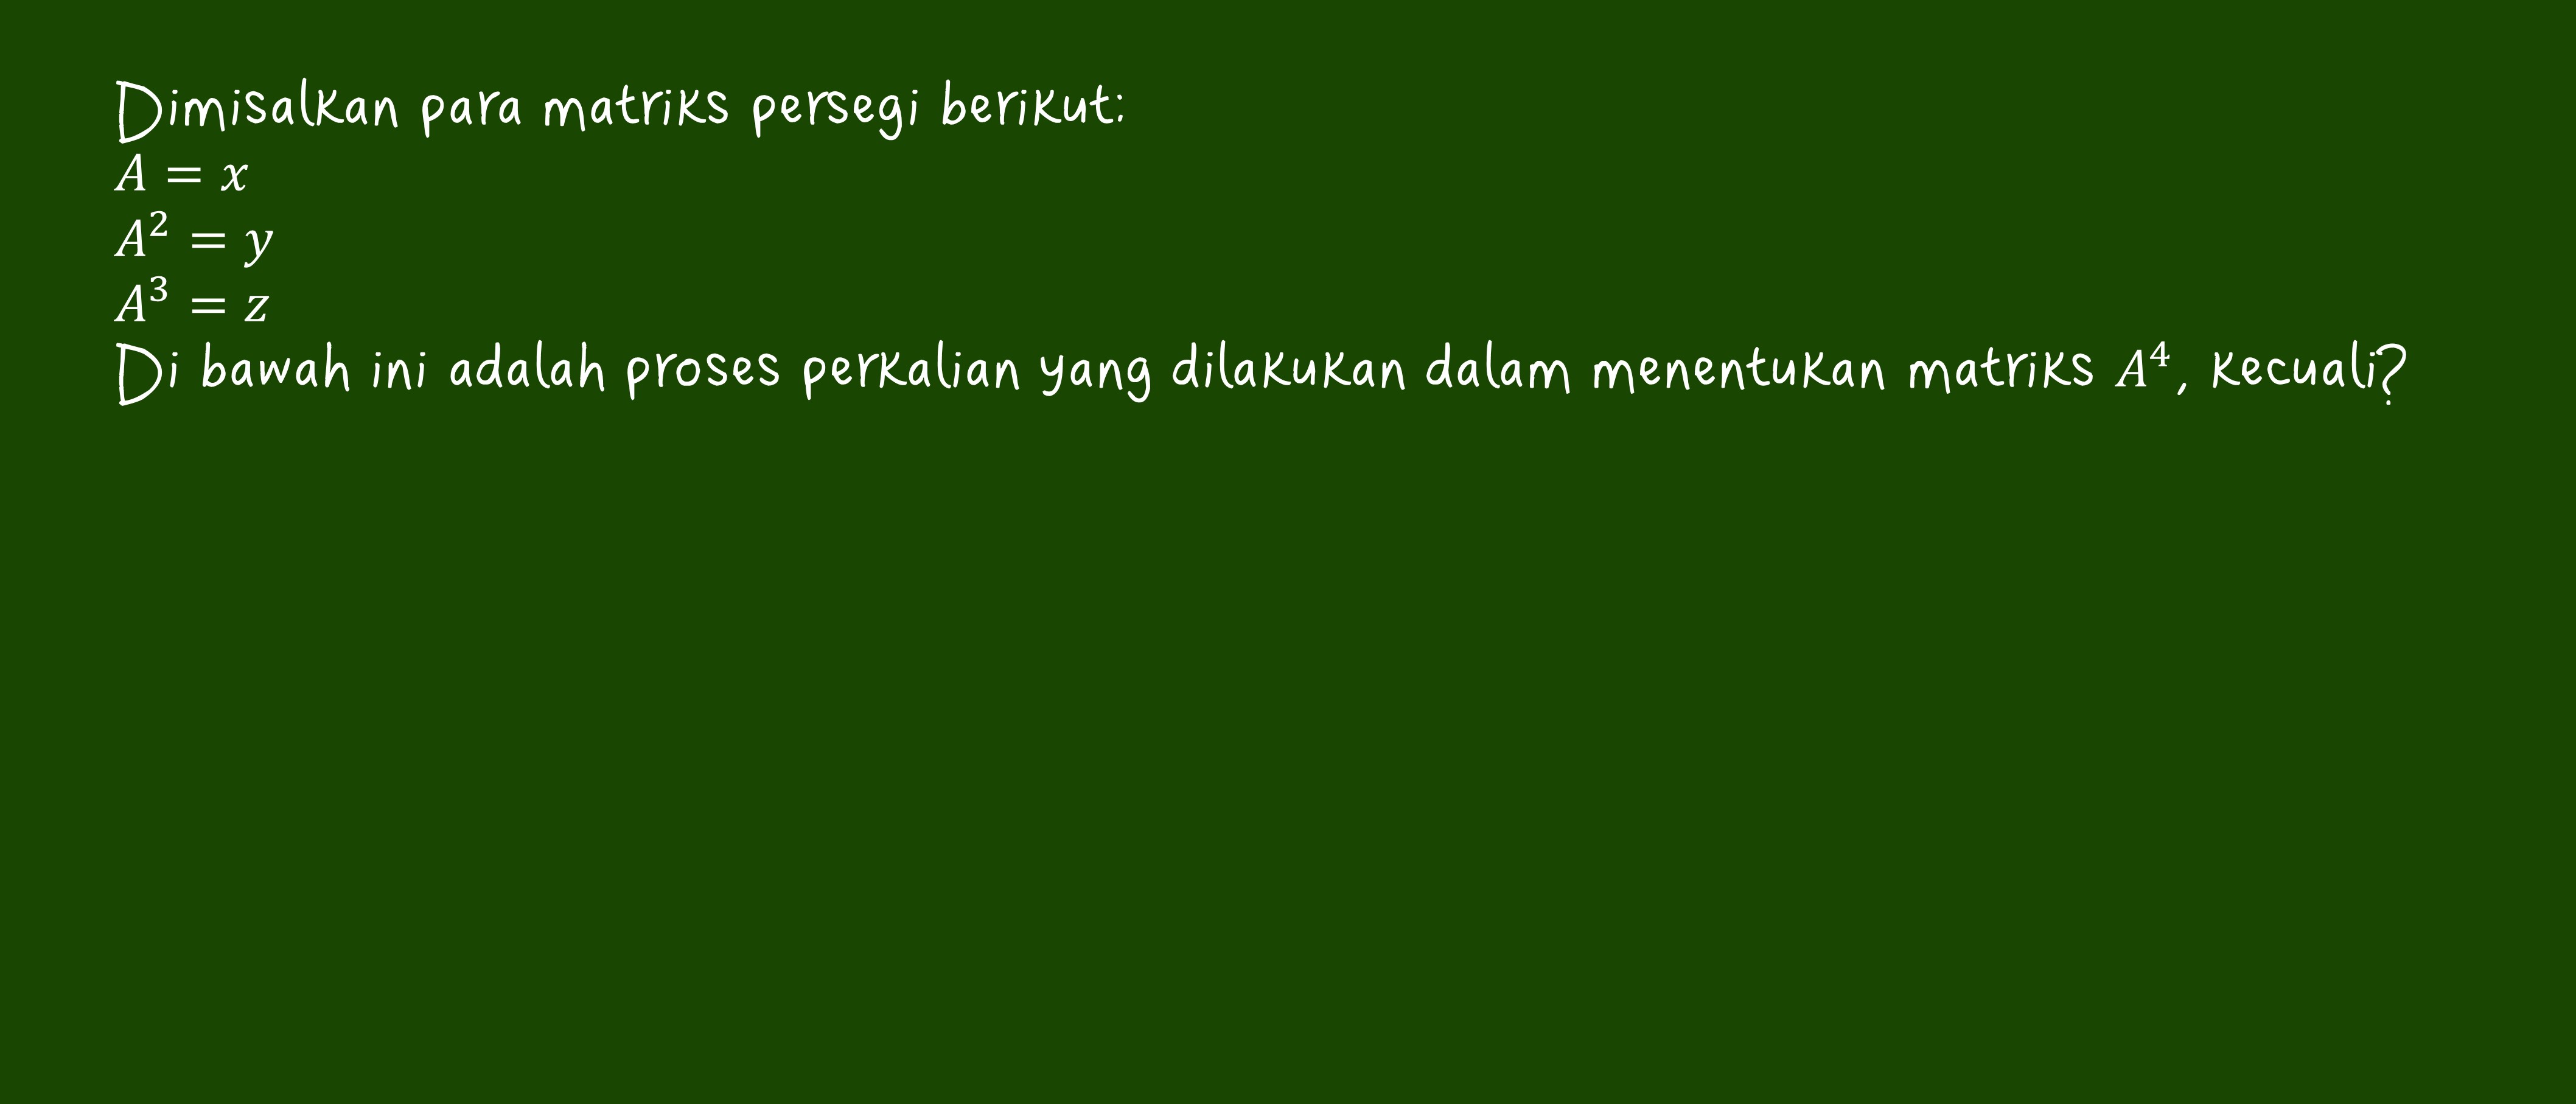 Dimisalkan para matriks persegi berikut:
A = x
A² = y
A³ = z
Di bawah ini adalah proses perkalian yang dilakukan dalam menentukan matriks A⁴, kecuali?